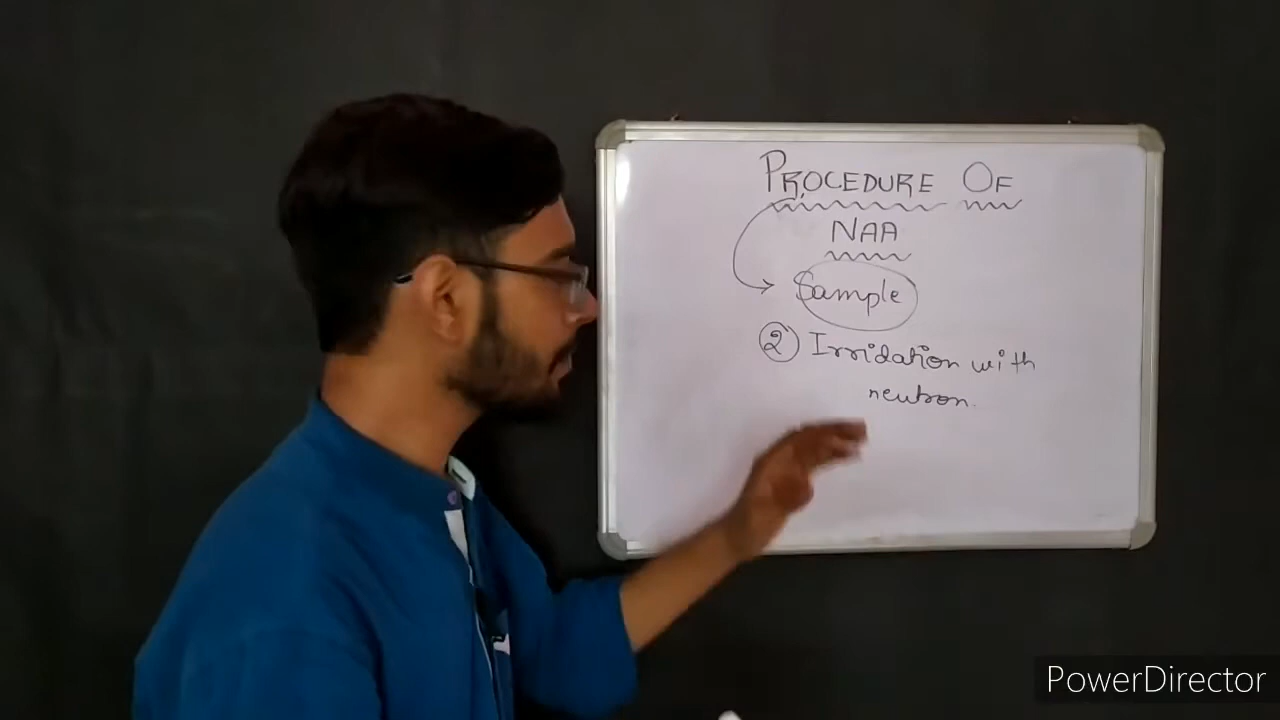 PROCEDURE OF
NAA
Sample
② Irridation with
neutron.
PowerDirector